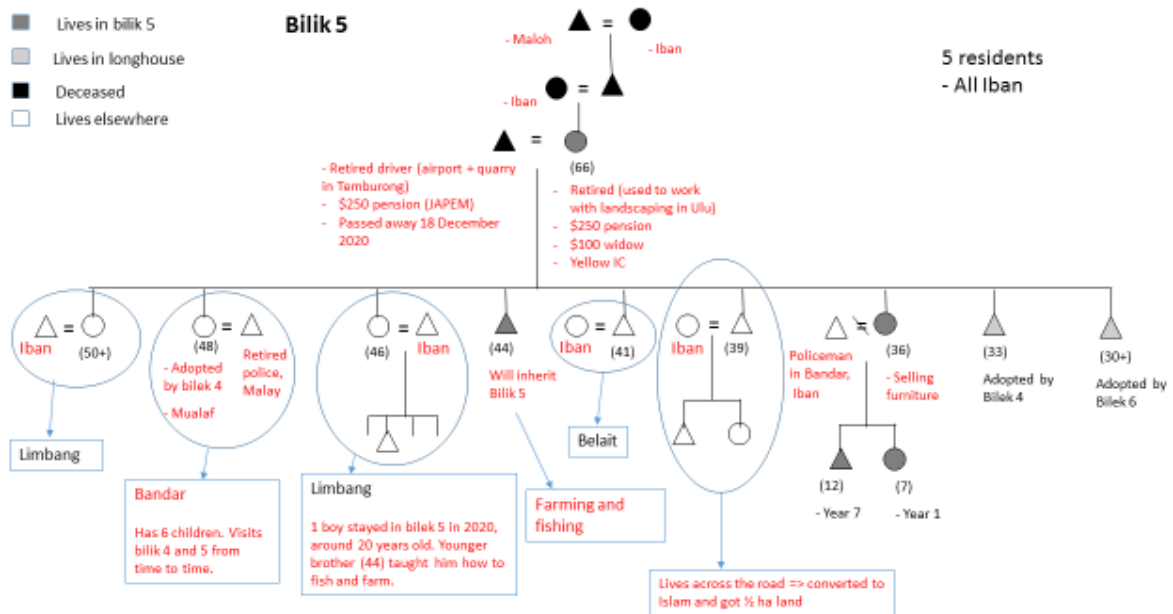 Lives in bilik 5
Lives in longhouse
Deceased
Lives elsewhere
Bilik 5
- Maloh
- Iban
5 residents
- All Iban
- Iban
- Retired driver (airport + quarry
in Temburong)
- $250 pension (JAPEM)
- Passed away 18 December
2020
(66)
- Retired (used to work
with landscaping in Ulu)
- $250 pension
- $100 widow
- Yellow IC
=
=
=
=
Iban
(50+)
=
(48)
- Adopted
by bilek 4
- Mualaf
Retired
police,
Malay
=
(46)
Iban
(44)
Will inherit
Bilik 5
=
Iban
(41)
=
Iban
(39)
=
Policeman
in Bandar,
Iban
(36)
- Selling
furniture
(33)
Adopted by
Bilek 4
(30+)
Adopted by
Bilek 6
(12)
- Year 7
(7)
- Year 1
Limbang
Bandar
Has 6 children. Visits
bilik 4 and 5 from
time to time.
Limbang
1 boy stayed in bilek 5 in 2020,
around 20 years old. Younger
brother (44) taught him how to
fish and farm.
Farming and
fishing
Belait
Lives across the road => converted to
Islam and got ½ ha land